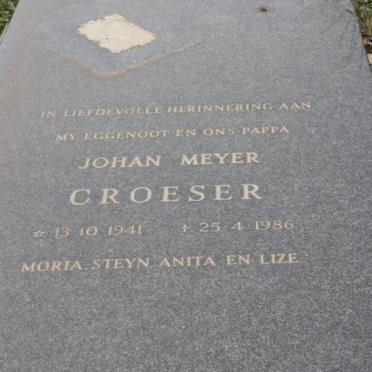 IN LIEFDEVOLLE HERINNERING AAN
MY EGGENOOT EN ONS PAPPA
JOHAN MEYER
CROESER
☆ 13·10·1941 † 25·4·1986
MORIA, STEYN, ANITA EN LIZE